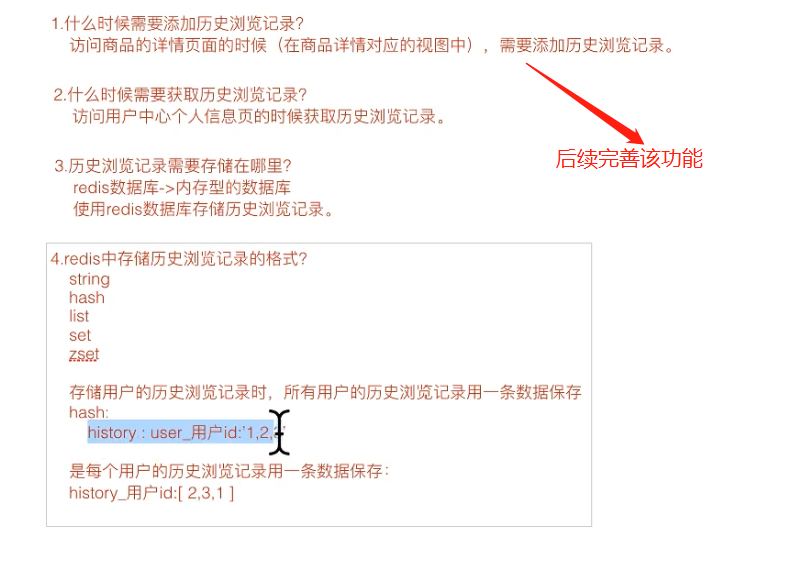 1.什么时候需要添加历史浏览记录?
访问商品的详情页面的时候（在商品详情对应的视图中），需要添加历史浏览记录。
2.什么时候需要获取历史浏览记录?
访问用户中心个人信息页的时候获取历史浏览记录。
后续完善该功能
3.历史浏览记录需要存储在哪里?
redis数据库->内存型的数据库
使用redis数据库存储历史浏览记录。
4.redis中存储历史浏览记录的格式?
string
hash
list
set
zset
存储用户的历史浏览记录时，所有用户的历史浏览记录用一条数据保存
hash:
history : user_用户id:'1,2,3'
是每个用户的历史浏览记录用一条数据保存:
history_用户id:[ 2,3,1 ]